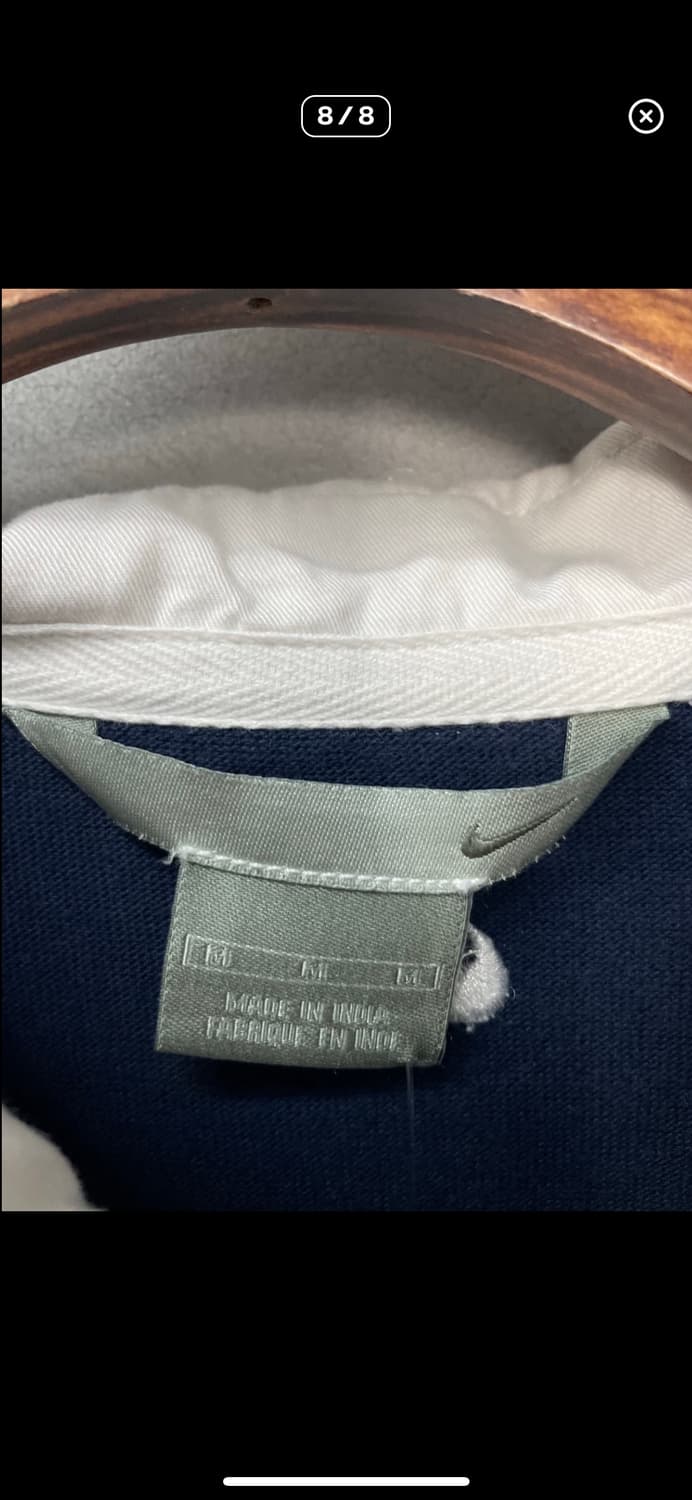 8/8
M M M
MADE IN INDIA
FABRIQUE EN INDE